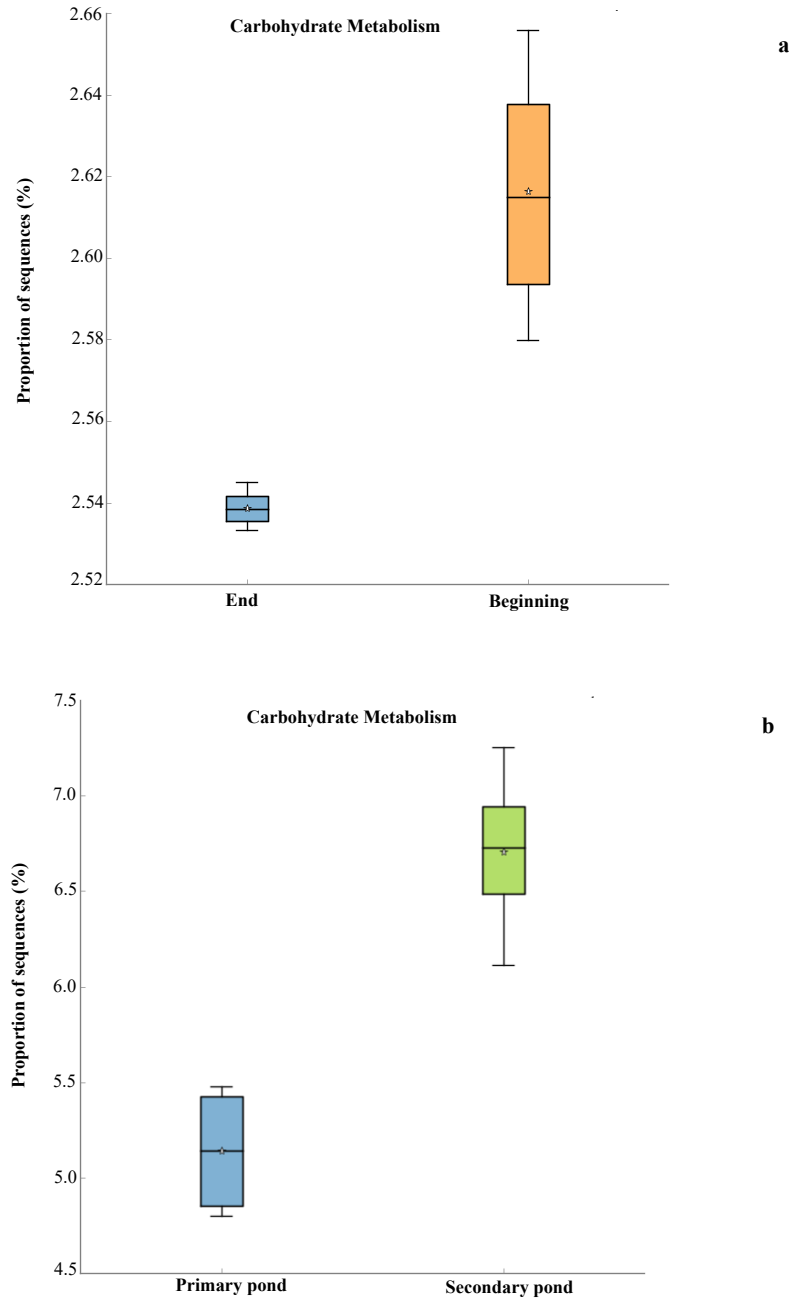 Carbohydrate Metabolism
a
Proportion of sequences (%)
2.66
2.64
2.62
2.60
2.58
2.56
2.54
2.52
End Beginning
Carbohydrate Metabolism
b
Proportion of sequences (%)
7.5
7.0
6.5
6.0
5.5
5.0
4.5
Primary pond Secondary pond